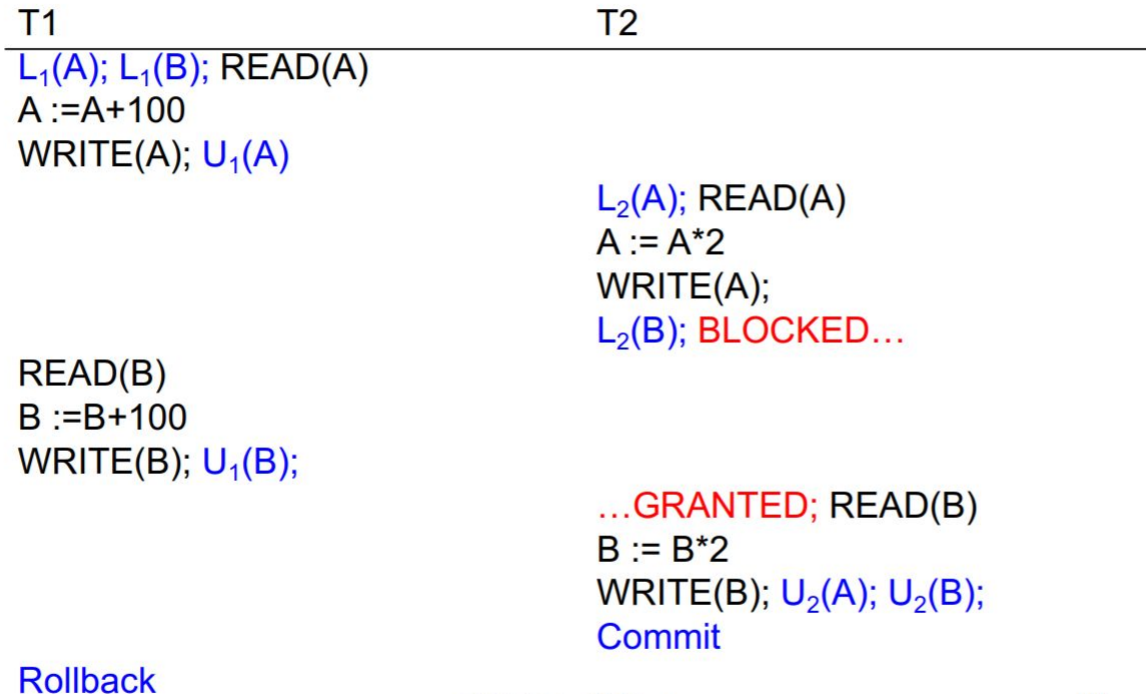 T1 T2
L₁(A); L₁(B); READ(A)
A :=A+100
WRITE(A); U₁(A)
L₂(A); READ(A)
A := A*2
WRITE(A);
L₂(B); BLOCKED...
READ(B)
B :=B+100
WRITE(B); U₁(B);
...GRANTED; READ(B)
B := B*2
WRITE(B); U₂(A); U₂(B);
Commit
Rollback